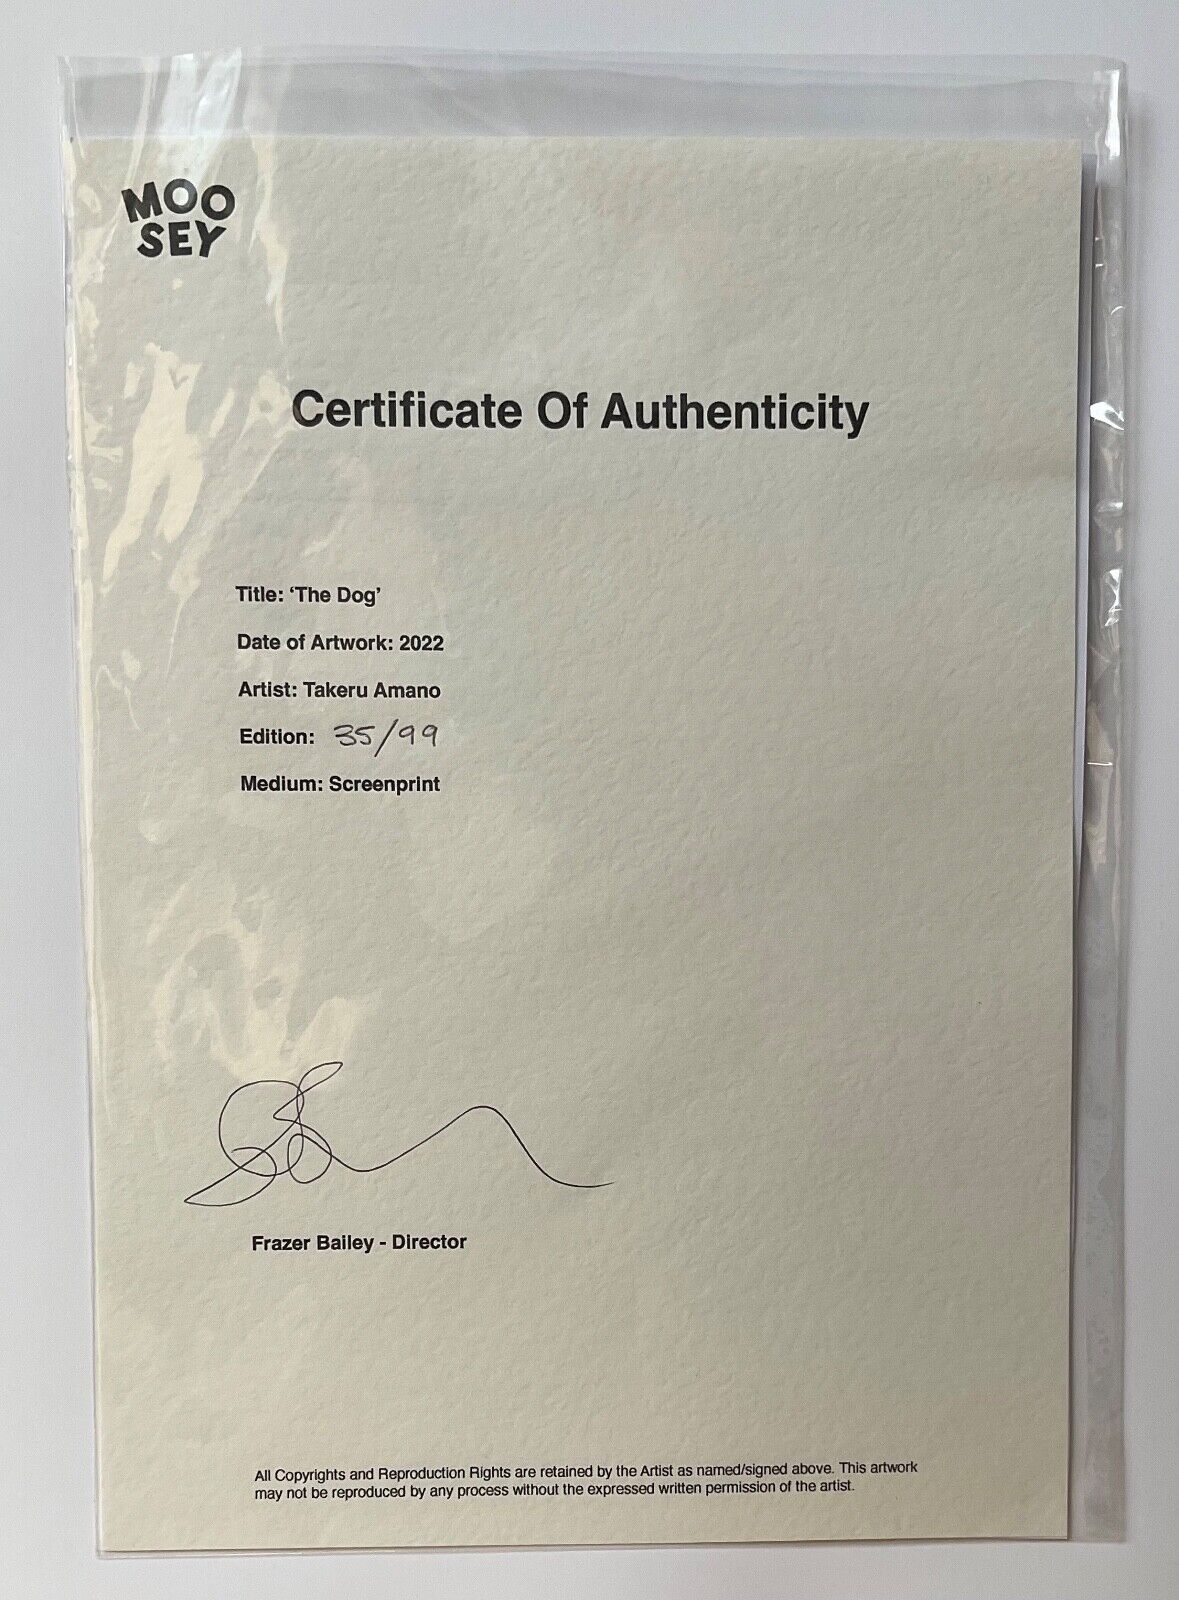 MOO
SEY
Certificate Of Authenticity
Title: ‘The Dog’
Date of Artwork: 2022
Artist: Takeru Amano
Edition: 35/99
Medium: Screenprint
Frazer Bailey - Director
All Copyrights and Reproduction Rights are retained by the Artist as named/signed above. This artwork
may not be reproduced by any process without the expressed written permission of the artist.